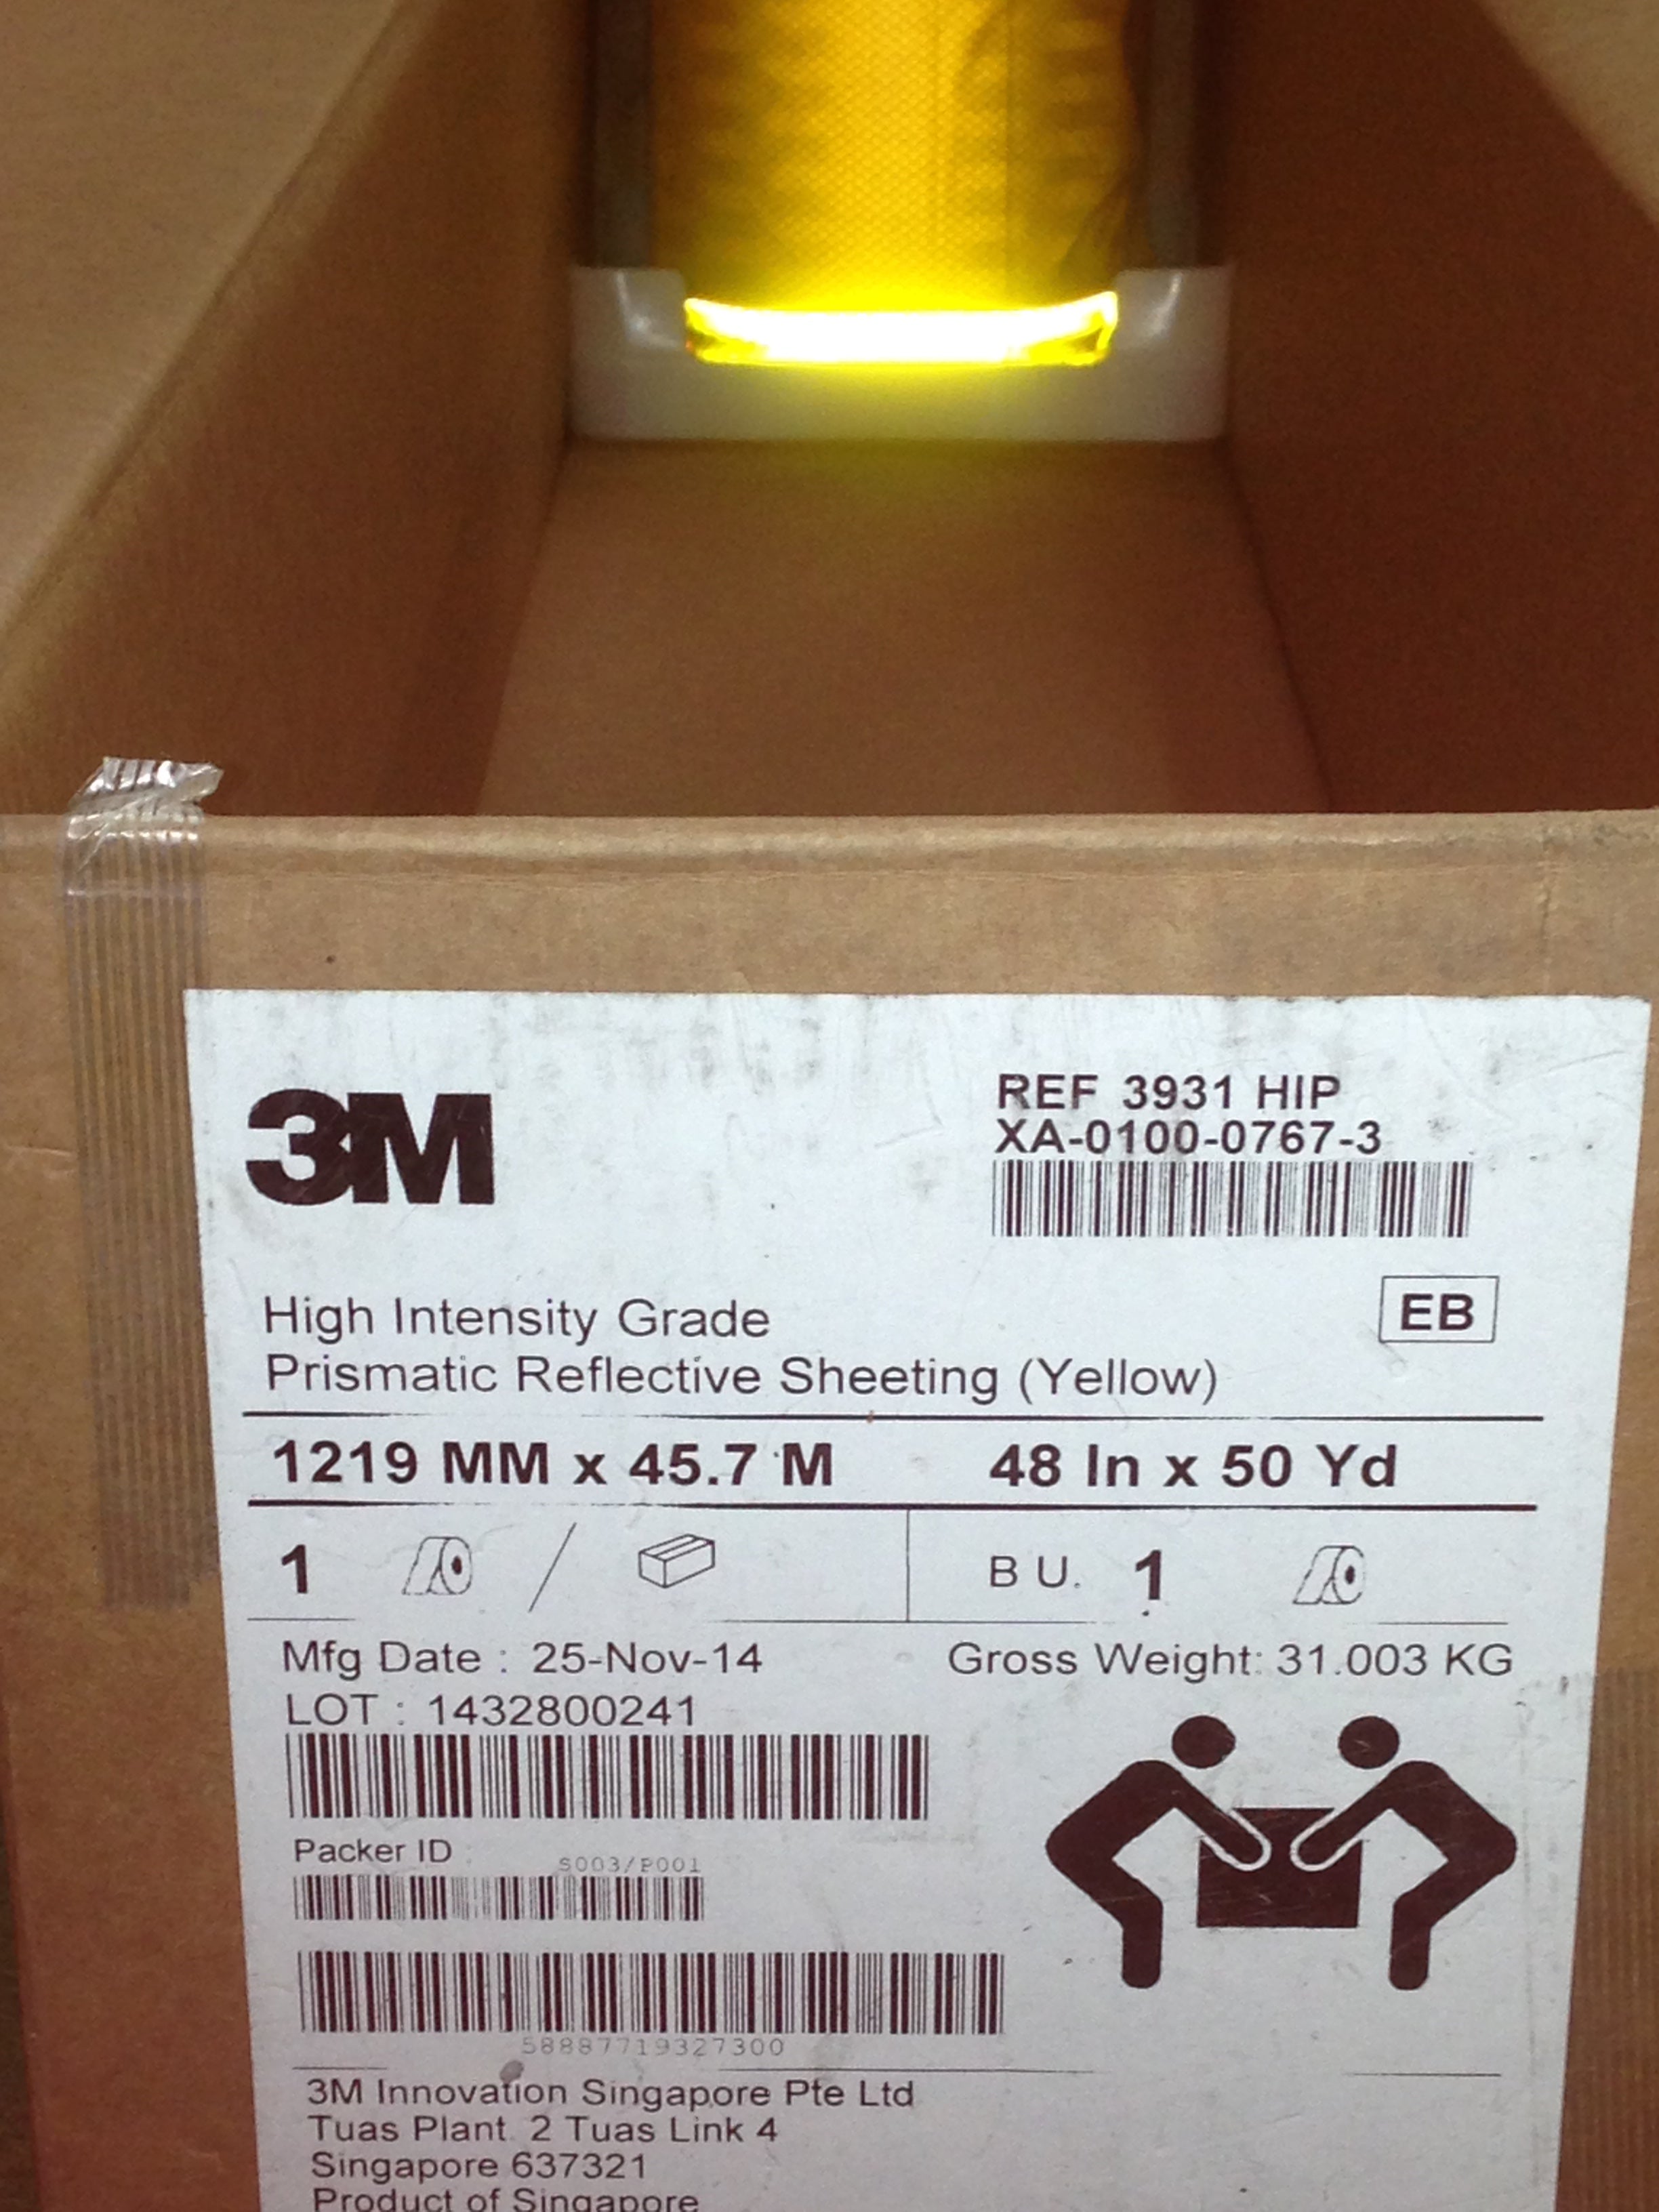 3M
REF 3931 HIP
XA-0100-0767-3
EB
High Intensity Grade
Prismatic Reflective Sheeting (Yellow)
1219 MM x 45.7 M
48 In x 50 Yd
1 /
B U. 1
Mfg Date : 25-Nov-14
Gross Weight: 31.003 KG
LOT : 1432800241
Packer ID :
S003/P001
58887719327300
3M Innovation Singapore Pte Ltd
Tuas Plant. 2 Tuas Link 4
Singapore 637321
Product of Singapore